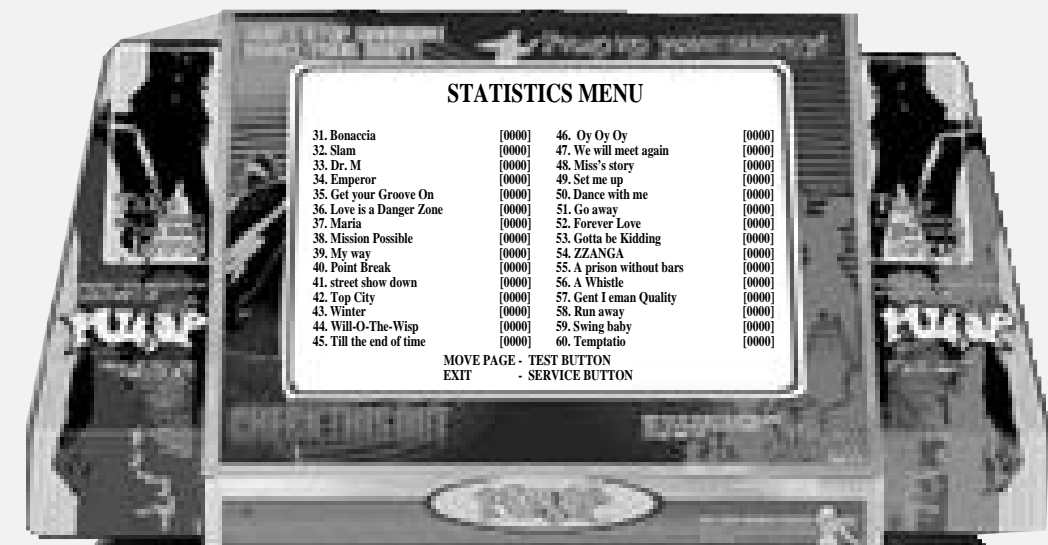 STATISTICS MENU
31. Bonaccia [0000]
32. Slam [0000]
33. Dr. M [0000]
34. Emperor [0000]
35. Get your Groove On [0000]
36. Love is a Danger Zone [0000]
37. Maria [0000]
38. Mission Possible [0000]
39. My way [0000]
40. Point Break [0000]
41. street show down [0000]
42. Top City [0000]
43. Winter [0000]
44. Will-O-The-Wisp [0000]
45. Till the end of time [0000]
46. Oy Oy Oy [0000]
47. We will meet again [0000]
48. Miss's story [0000]
49. Set me up [0000]
50. Dance with me [0000]
51. Go away [0000]
52. Forever Love [0000]
53. Gotta be Kidding [0000]
54. ZZANGA [0000]
55. A prison without bars [0000]
56. A Whistle [0000]
57. Gent I eman Quality [0000]
58. Run away [0000]
59. Swing baby [0000]
60. Temptatio [0000]
MOVE PAGE - TEST BUTTON
EXIT - SERVICE BUTTON